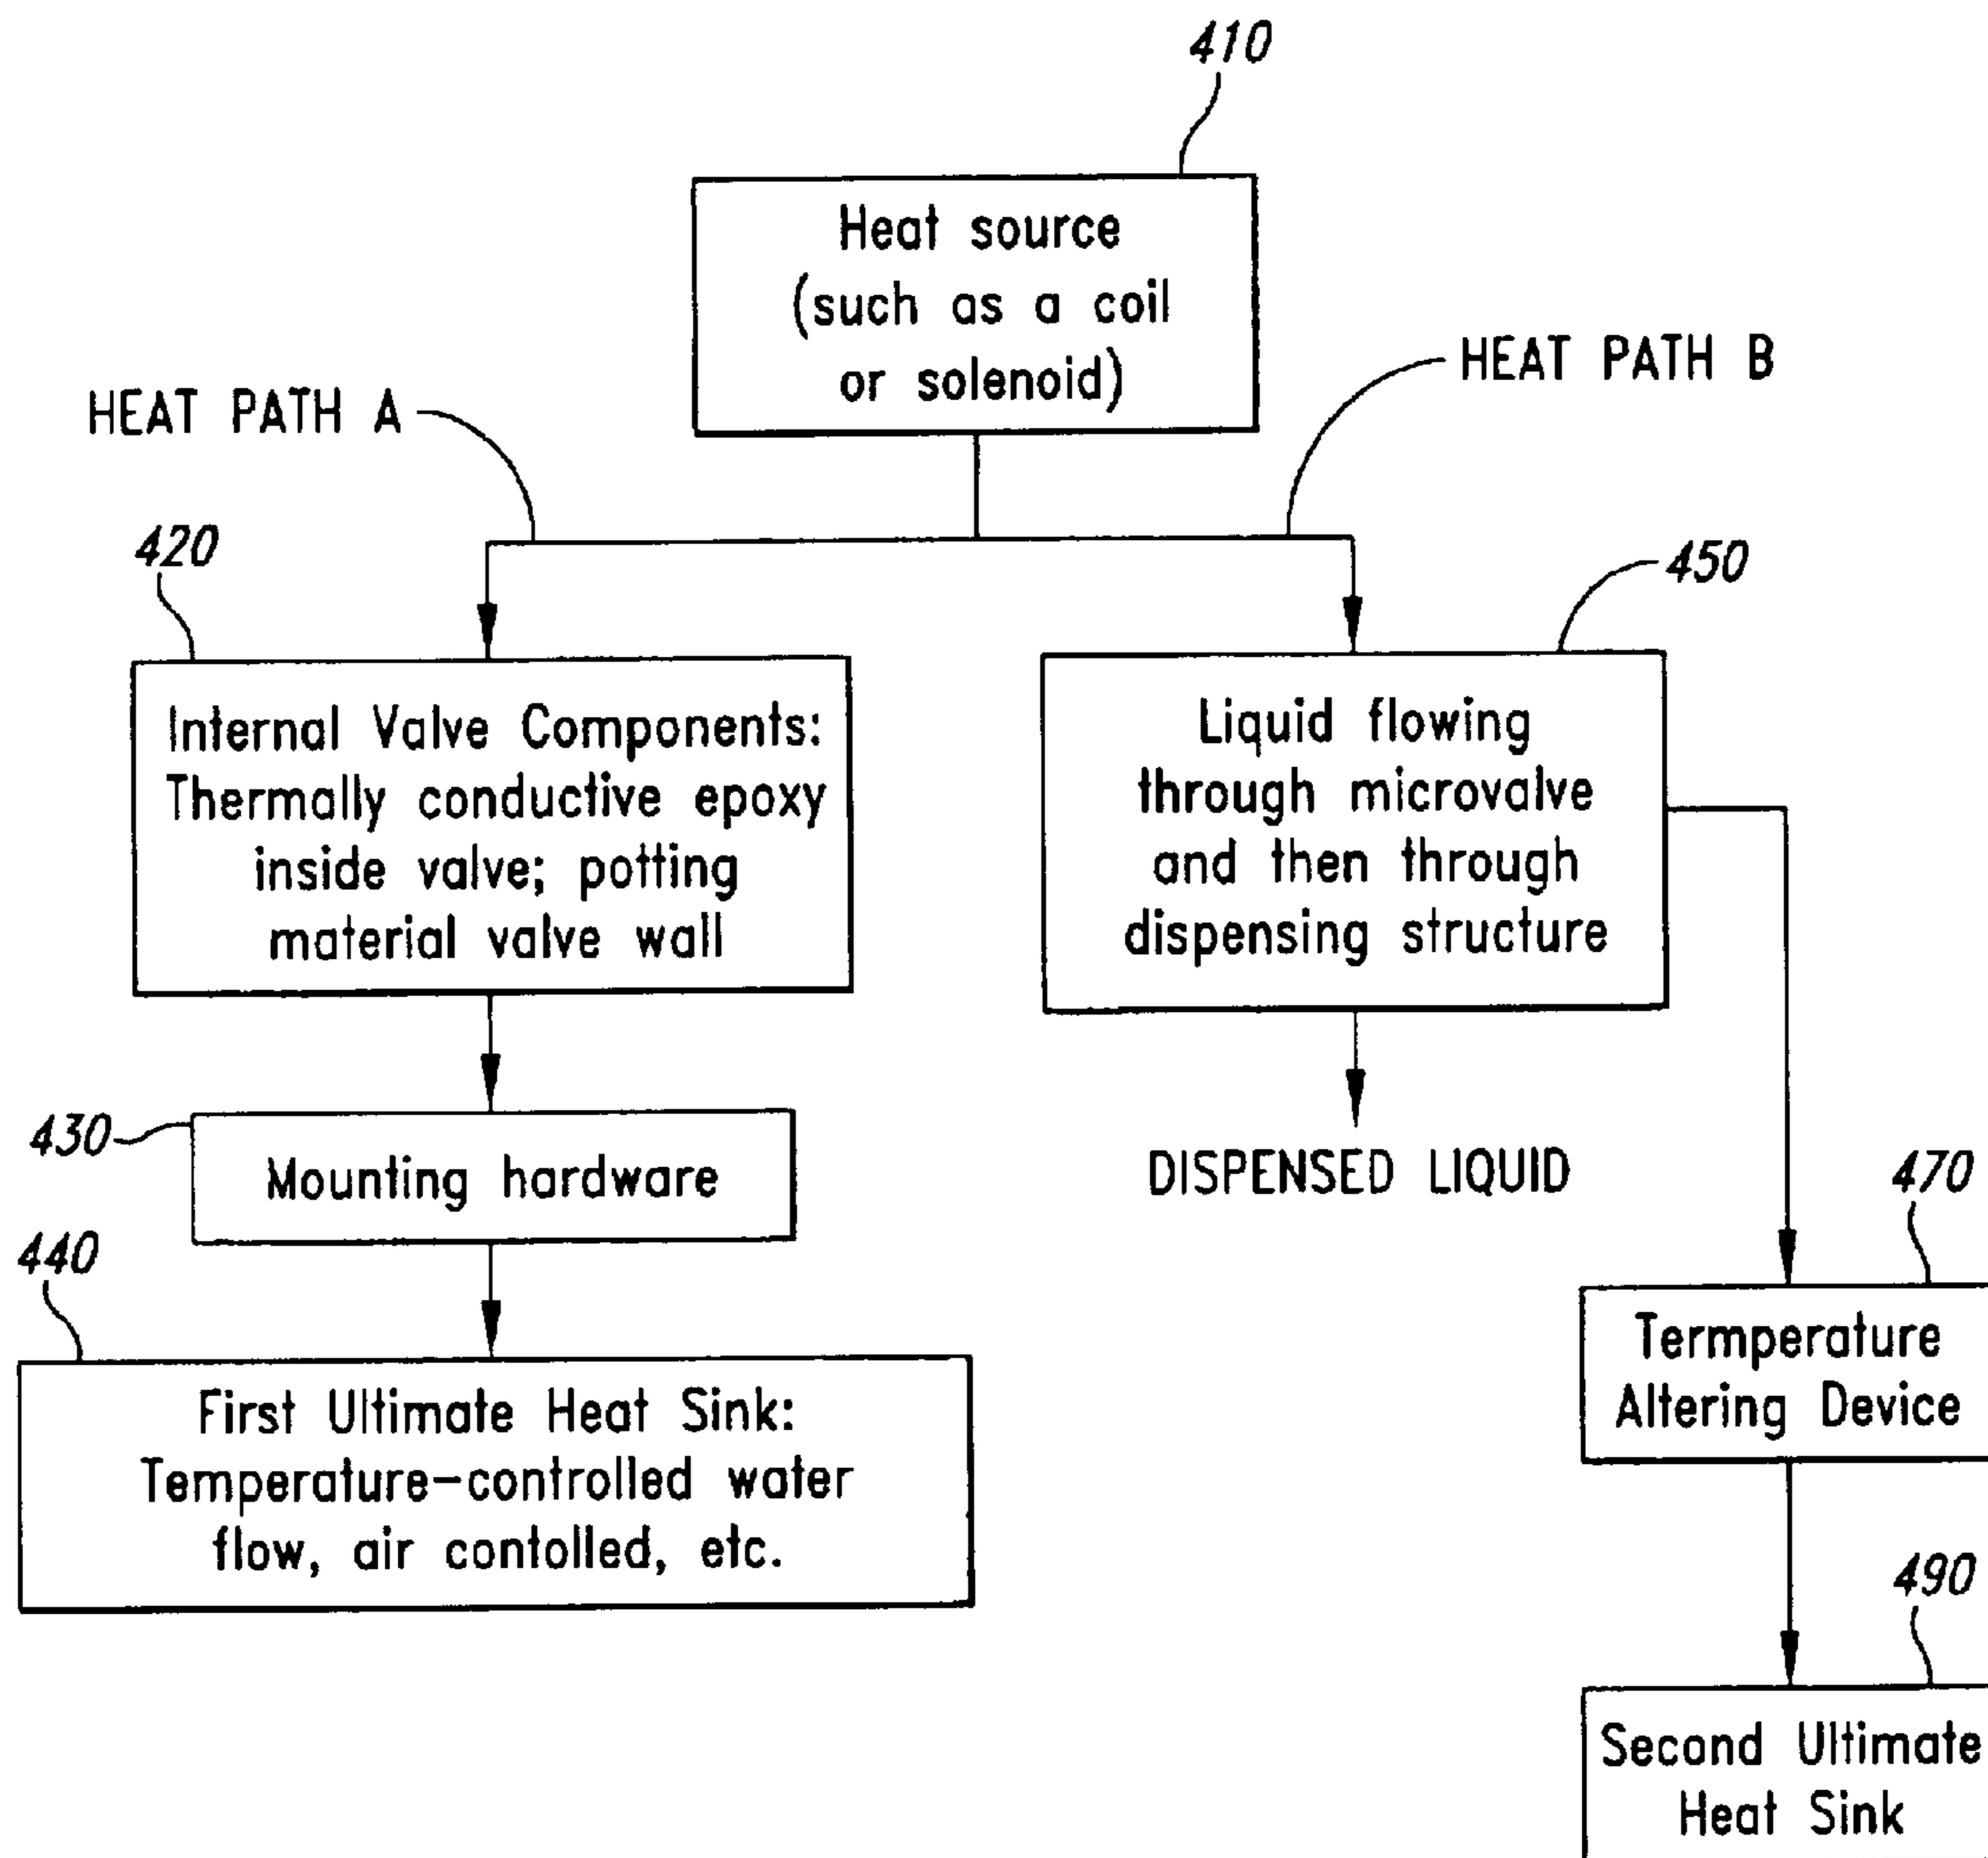 410
Heat source
(such as a coil
or solenoid)
HEAT PATH A
HEAT PATH B
420
450
Internal Valve Components:
Thermally conductive epoxy
inside valve; potting
material valve wall
Liquid flowing
through microvalve
and then through
dispensing structure
430
Mounting hardware
DISPENSED LIQUID
470
440
Termperature
Altering Device
First Ultimate Heat Sink:
Temperature-controlled water
flow, air contolled, etc.
490
Second Ultimate
Heat Sink